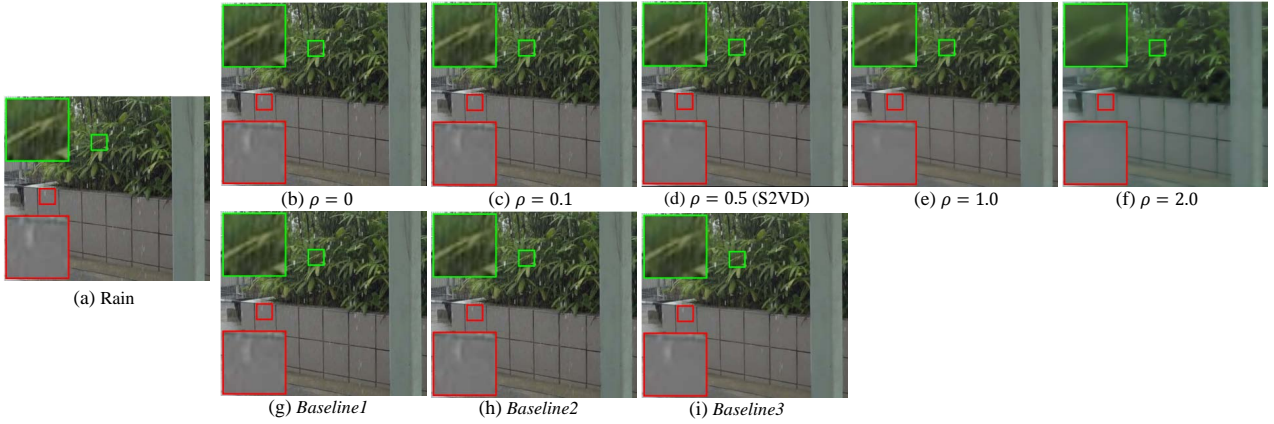 (b) ρ = 0
(c) ρ = 0.1
(d) ρ = 0.5 (S2VD)
(e) ρ = 1.0
(f) ρ = 2.0
(a) Rain
(g) Baseline1
(h) Baseline2
(i) Baseline3